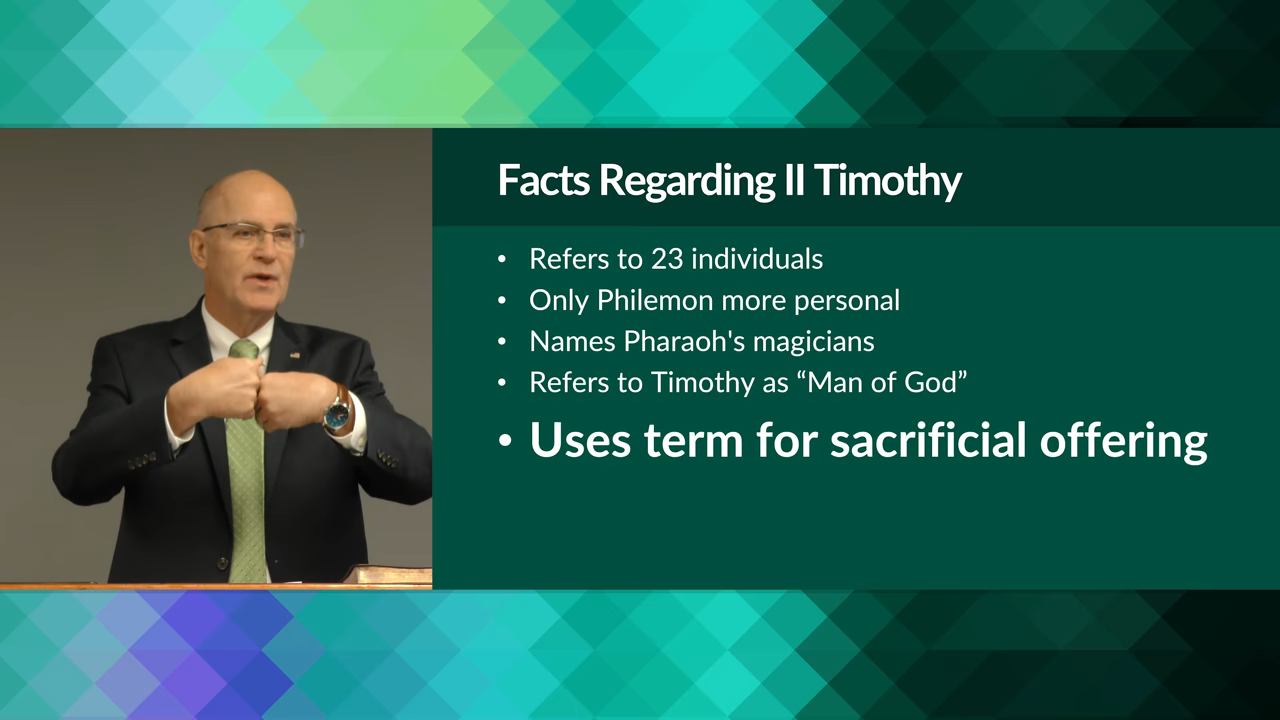 Facts Regarding II Timothy
• Refers to 23 individuals
• Only Philemon more personal
• Names Pharaoh's magicians
• Refers to Timothy as “Man of God”
• Uses term for sacrificial offering